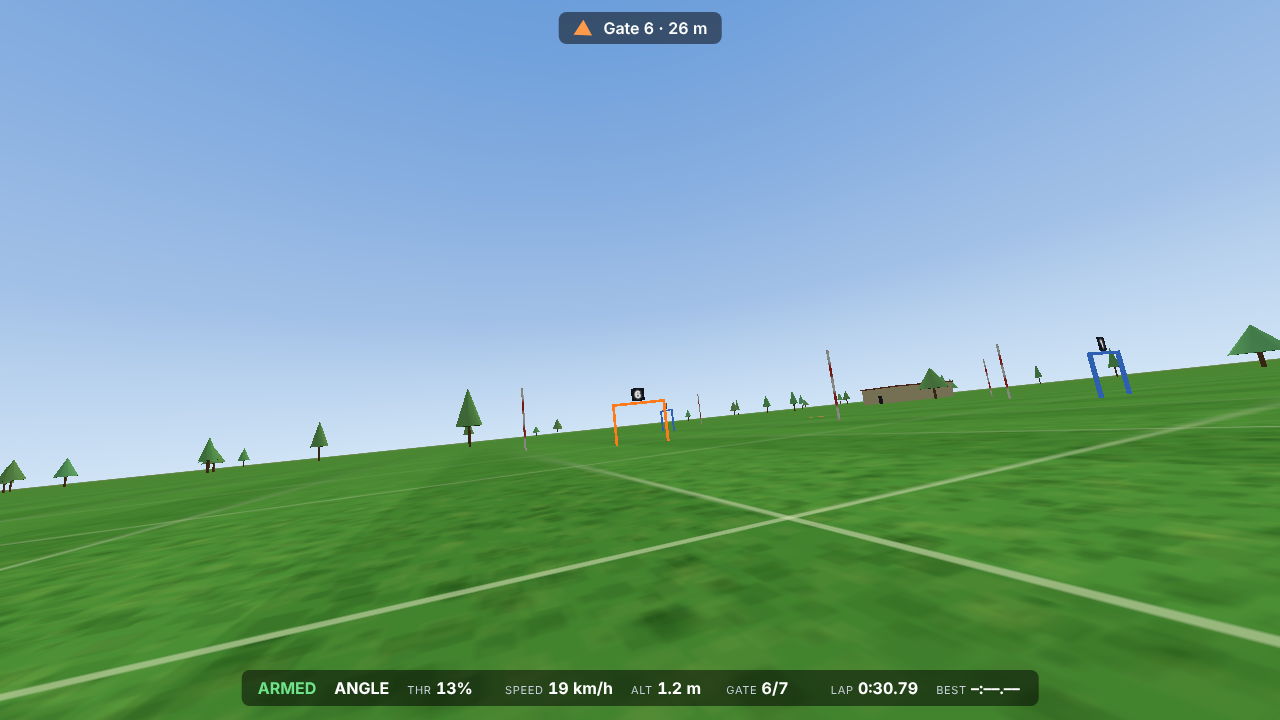 Gate 6 · 26 m
6
ARMED ANGLE THR 13% SPEED 19 km/h ALT 1.2 m GATE 6/7 LAP 0:30.79 BEST –:––.––